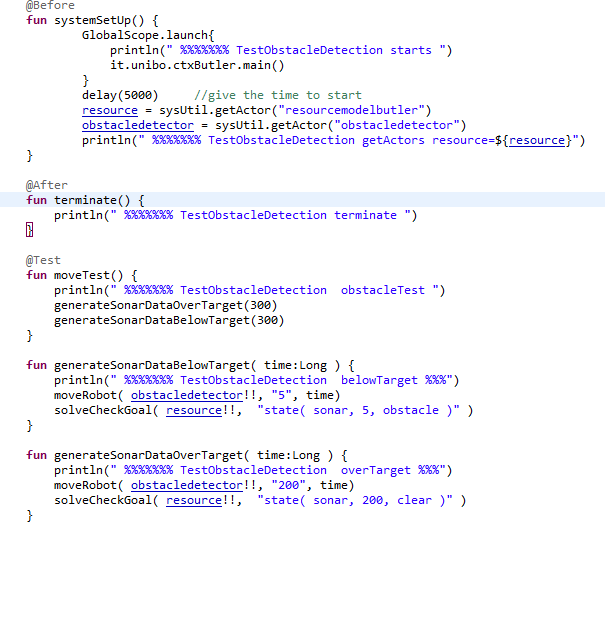 @Before
fun systemSetUp() {
GlobalScope.launch{
println(" %%%%%%% TestObstacleDetection starts ")
it.unibo.ctxButler.main()
}
delay(5000) //give the time to start
resource = sysUtil.getActor("resourcemodelbutler")
obstacledetector = sysUtil.getActor("obstacledetector")
println(" %%%%%%% TestObstacleDetection getActors resource=${resource}")
}
@After
fun terminate() {
println(" %%%%%%% TestObstacleDetection terminate ")
}
@Test
fun moveTest() {
println(" %%%%%%% TestObstacleDetection  obstacleTest ")
generateSonarDataOverTarget(300)
generateSonarDataBelowTarget(300)
}
fun generateSonarDataBelowTarget( time:Long ) {
println(" %%%%%%% TestObstacleDetection  belowTarget %%%")
moveRobot( obstacledetector!!, "5", time)
solveCheckGoal( resource!!,  "state( sonar, 5, obstacle )" )
}
fun generateSonarDataOverTarget( time:Long ) {
println(" %%%%%%% TestObstacleDetection  overTarget %%%")
moveRobot( obstacledetector!!, "200", time)
solveCheckGoal( resource!!,  "state( sonar, 200, clear )" )
}